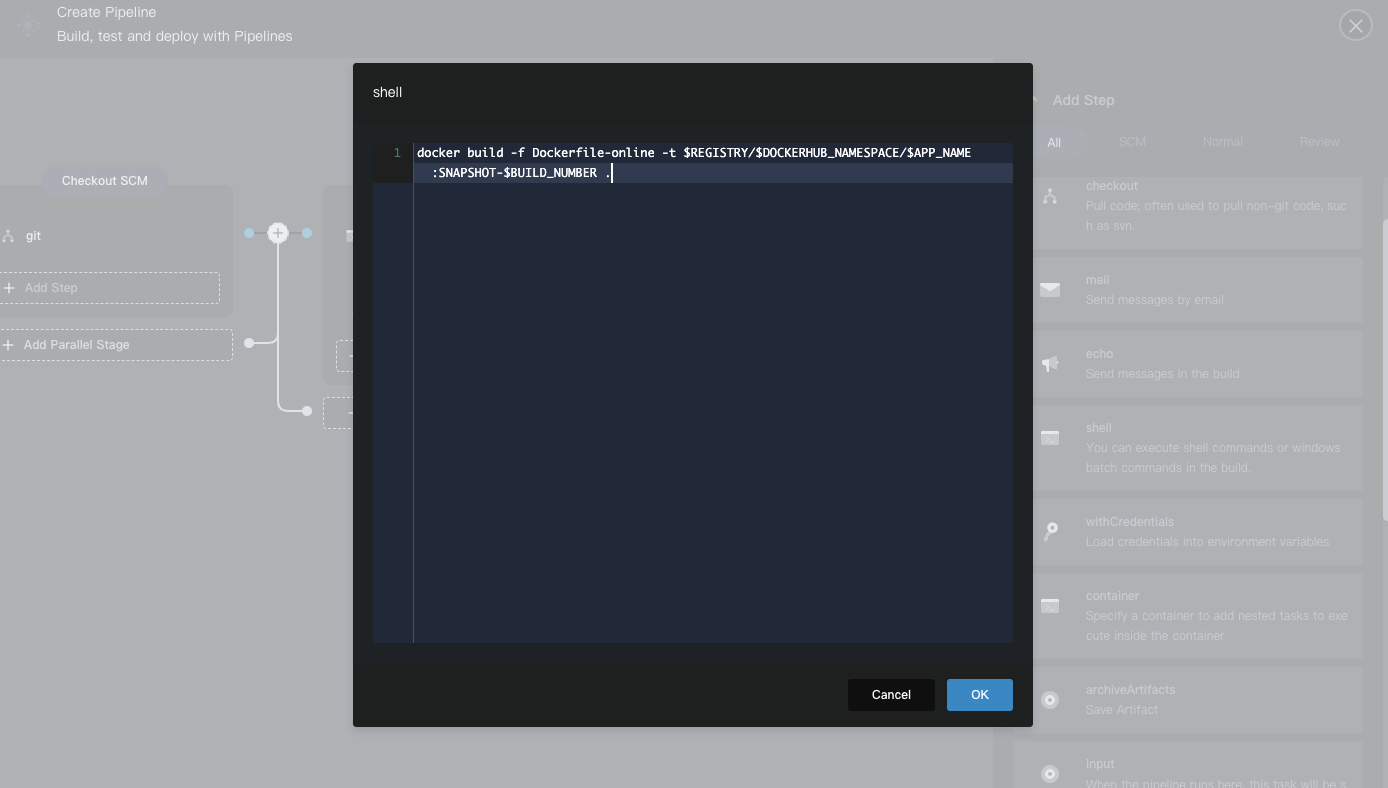 Create Pipeline
Build, test and deploy with Pipelines
shell
1 docker build -f Dockerfile-online -t $REGISTRY/$DOCKERHUB_NAMESPACE/$APP_NAME
:SNAPSHOT-$BUILD_NUMBER .
Cancel
OK
Checkout SCM
git
Add Step
Add Parallel Stage
Add Step
All
SCM
Normal
Review
checkout
Pull code; often used to pull non-git code, suc
h as svn.
mail
Send messages by email
echo
Send messages in the build
shell
You can execute shell commands or windows
batch commands in the build.
withCredentials
Load credentials into environment variables
container
Specify a container to add nested tasks to exe
cute inside the container
archiveArtifacts
Save Artifact
input
When the pipeline runs here, this task will be s